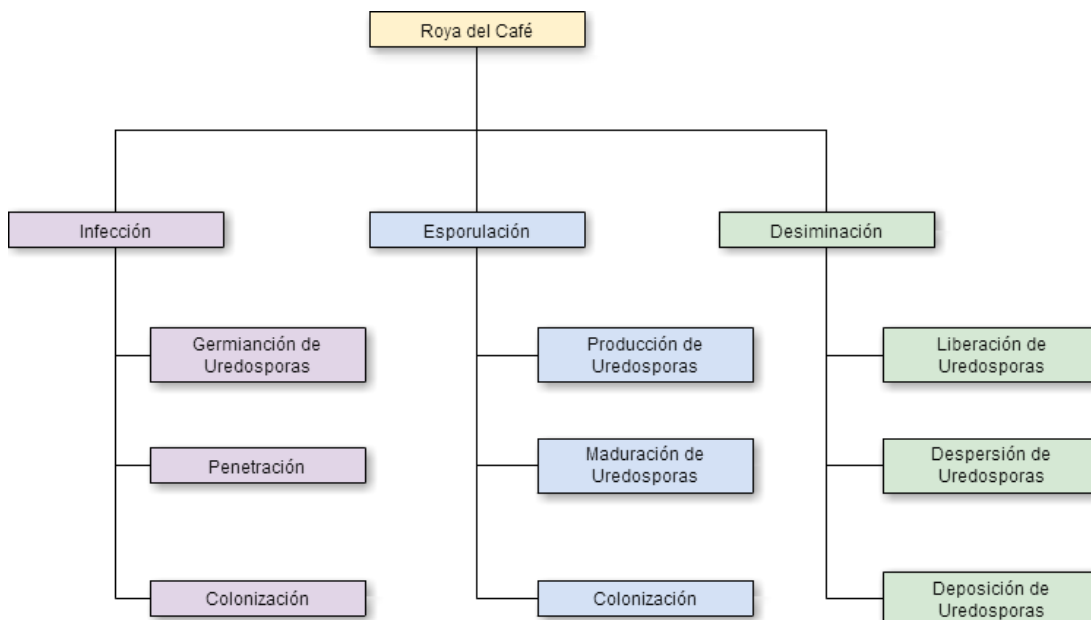 Roya del Café
Infección
Esporulación
Desiminación
Germianción de
Uredosporas
Producción de
Uredosporas
Liberación de
Uredosporas
Penetración
Maduración de
Uredosporas
Despersión de
Uredosporas
Colonización
Colonización
Deposición de
Uredosporas